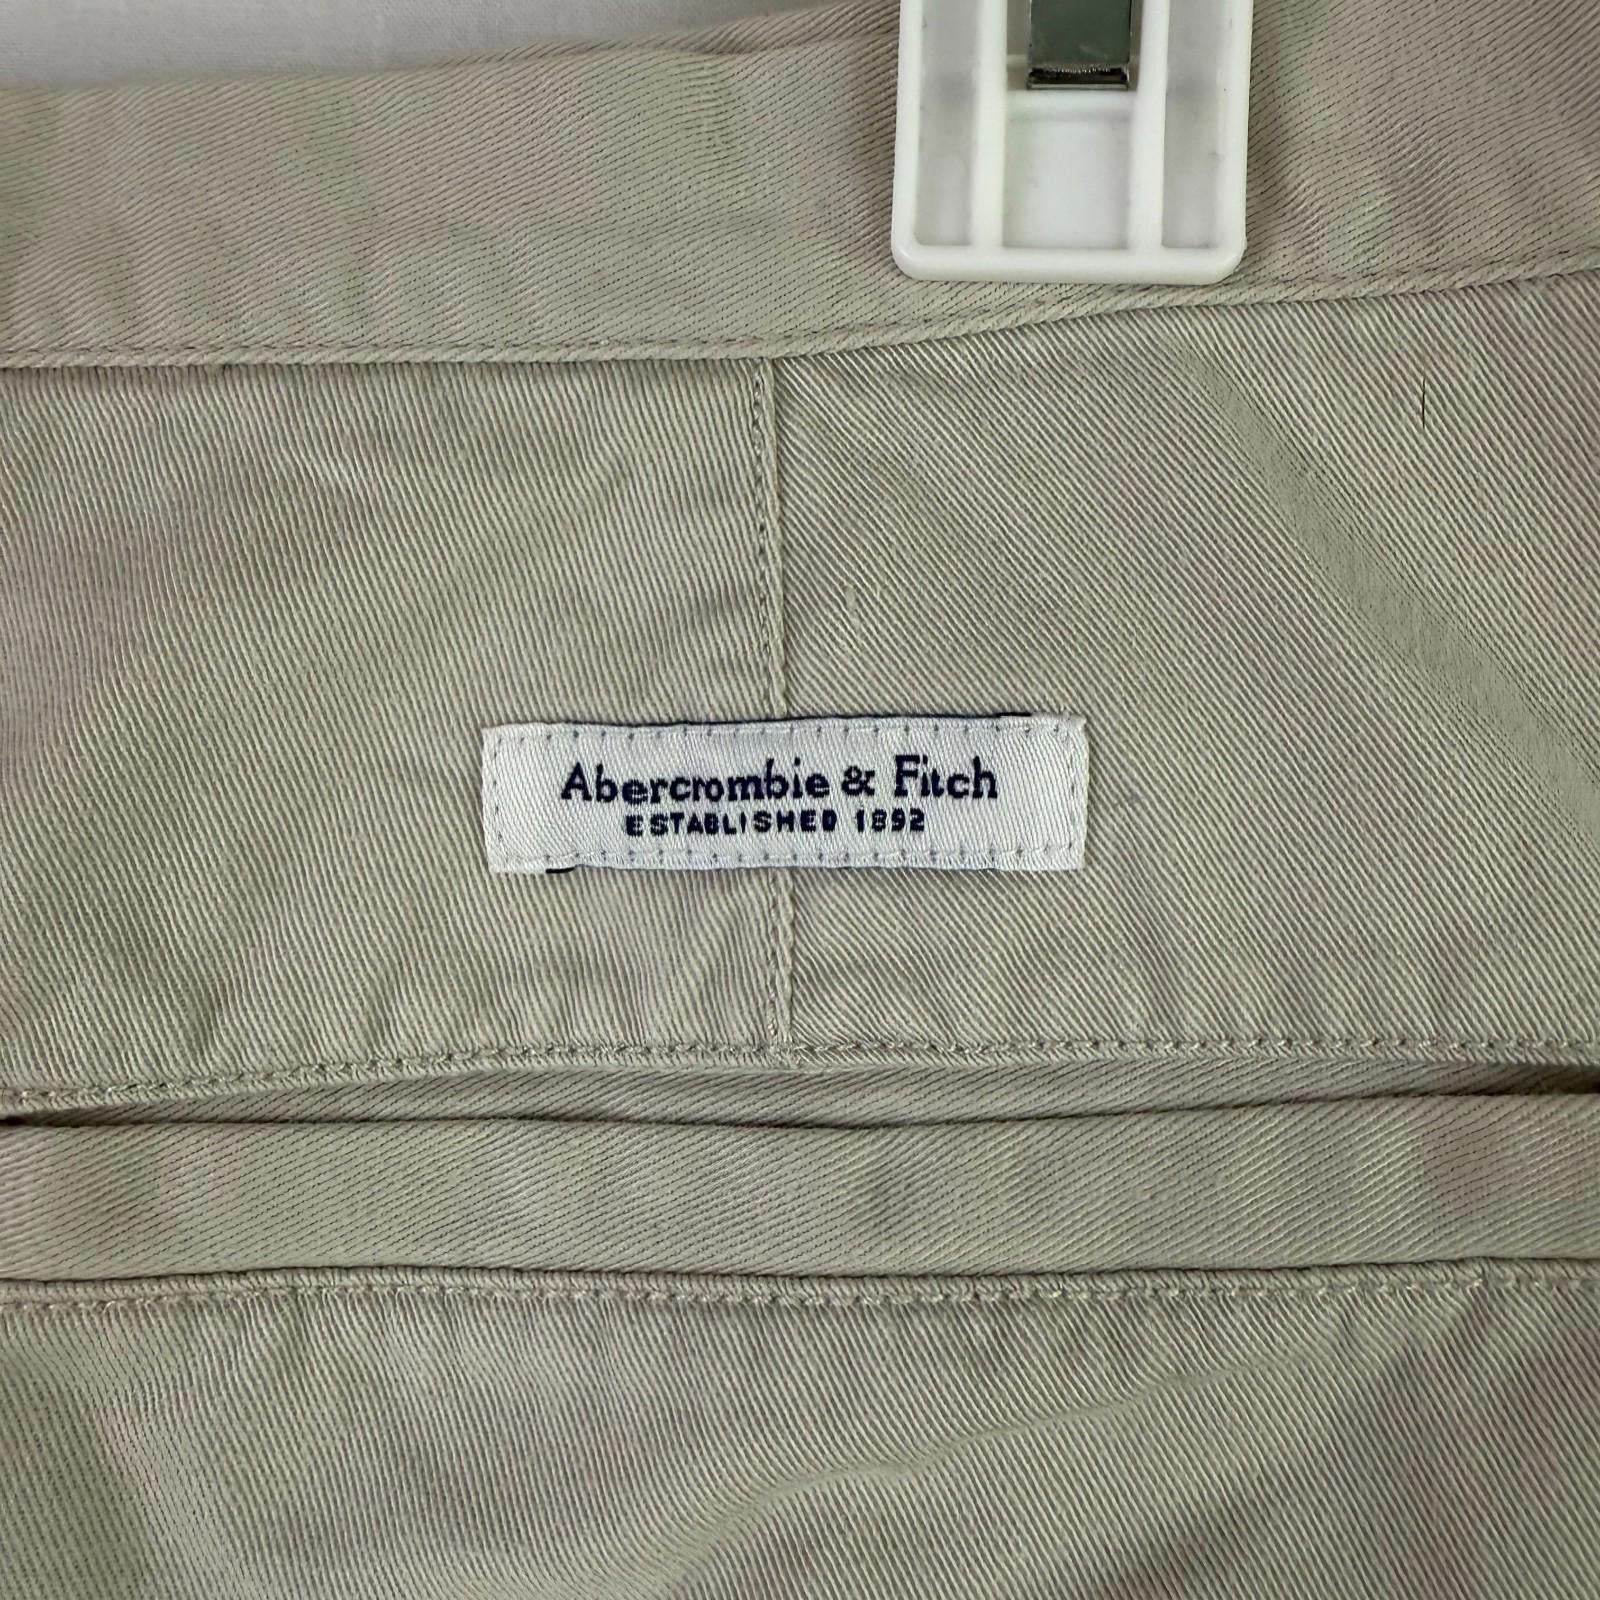 Abercrombie & Fitch
ESTABLISHED 1892